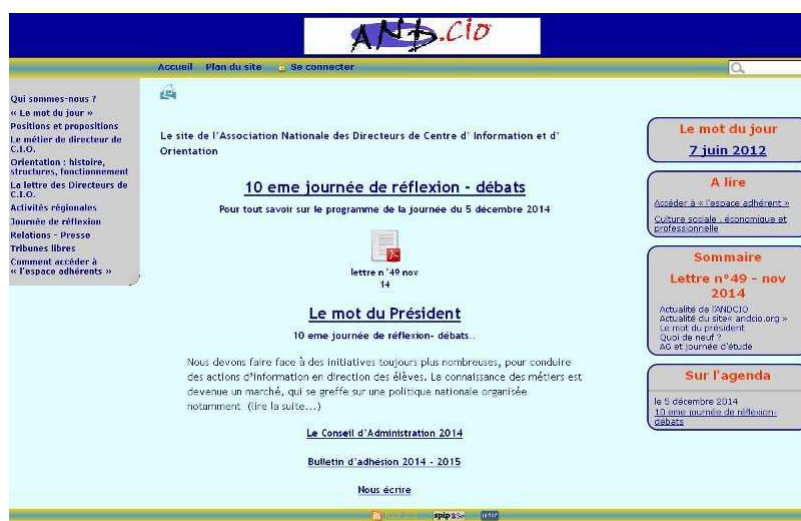 AND.cio
Accueil Plan du site Se connecter
Qui sommes-nous ?
« Le mot du jour »
Positions et propositions
Le métier de directeur de
C.I.O.
Orientation : histoire,
structures, fonctionnement
La lettre des Directeurs de
C.I.O.
Activités régionales
Journée de réflexion
Relations - Presse
Tribunes libres
Comment accéder à
« l'espace adhérents »
Le site de l'Association Nationale des Directeurs de Centre d' Information et d'
Orientation
10 eme journée de réflexion - débats
Pour tout savoir sur le programme de la journée du 5 décembre 2014
lettre n °49 nov
14
Le mot du Président
10 eme journée de réflexion- débats..
Nous devons faire face à des initiatives toujours plus nombreuses, pour conduire
des actions d'information en direction des élèves. La connaissance des métiers est
devenue un marché, qui se greffe sur une politique nationale organisée
notamment (lire la suite...)
Le Conseil d'Administration 2014
Bulletin d'adhésion 2014 - 2015
Nous écrire
Le mot du jour
7 juin 2012
A lire
Accéder à « l'espace adhérent »
Culture sociale , économique et
professionnelle
Sommaire
Lettre n°49 - nov
2014
Actualité de l'ANDCIO
Actualité du site« andcio.org »
Le mot du président
Quoi de neuf ?
AG et journée d'étude
Sur l'agenda
le 5 décembre 2014
10 eme journée de réflexion-
débats
spip